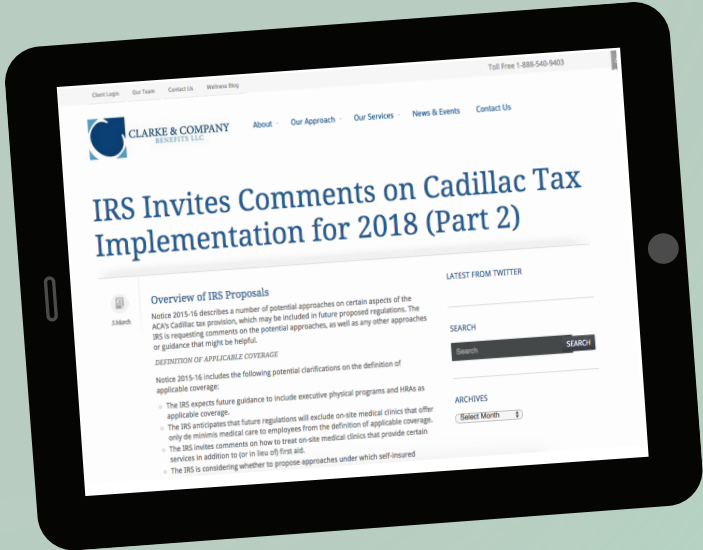 Client Login Our Team Contact Us Wellness Blog
Toll Free 1-888-540-9403
CLARKE & COMPANY
BENEFITS LLC
About Our Approach Our Services News & Events Contact Us
IRS Invites Comments on Cadillac Tax
Implementation for 2018 (Part 2)
5 March
Overview of IRS Proposals
Notice 2015-16 describes a number of potential approaches on certain aspects of the
ACA's Cadillac tax provision, which may be included in future proposed regulations. The
IRS is requesting comments on the potential approaches, as well as any other approaches
or guidance that might be helpful.
DEFINITION OF APPLICABLE COVERAGE
Notice 2015-16 includes the following potential clarifications on the definition of
applicable coverage:
The IRS expects future guidance to include executive physical programs and HRAs as
applicable coverage.
The IRS anticipates that future regulations will exclude on-site medical clinics that offer
only de minimis medical care to employees from the definition of applicable coverage.
The IRS invites comments on how to treat on-site medical clinics that provide certain
services in addition to (or in lieu of) first aid.
The IRS is considering whether to propose approaches under which self-insured
LATEST FROM TWITTER
SEARCH
Search SEARCH
ARCHIVES
Select Month